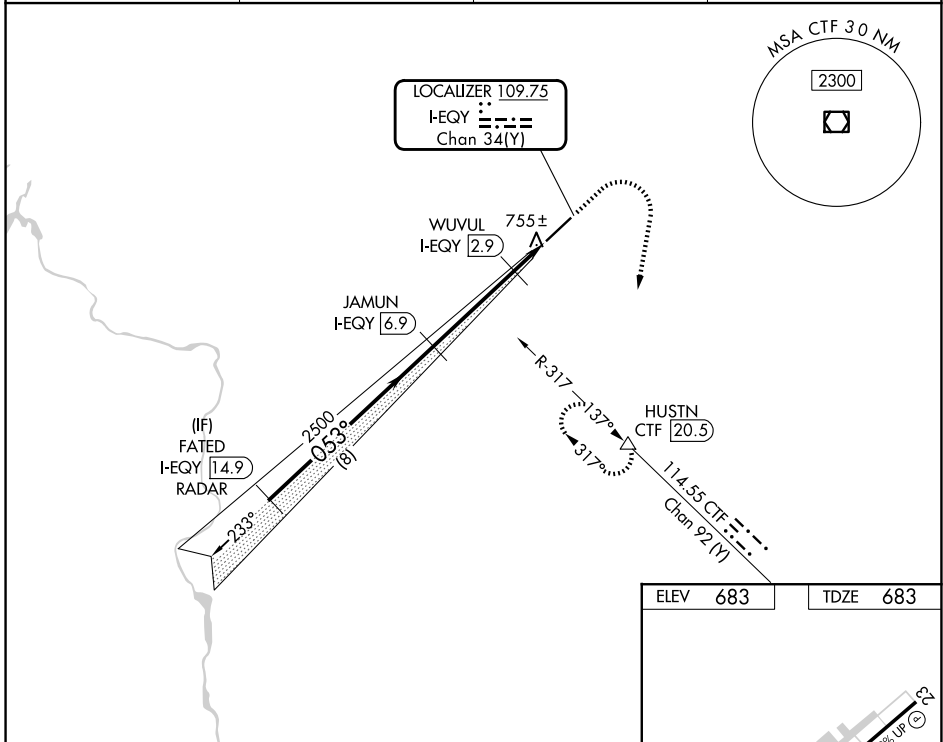 MSA CTF 30 NM
2300
LOCALIZER 109.75
I-EQY
Chan 34(Y)
WUVUL
I-EQY 2.9
755±
JAMUN
I-EQY 6.9
(IF)
FATED
I-EQY 14.9
RADAR
2500
053°
(8)
233°
R-317
137°
317°
HUSTN
CTF 20.5
114.55 CTF
Chan 92 (Y)
ELEV 683
TDZE 683
23
% UP P